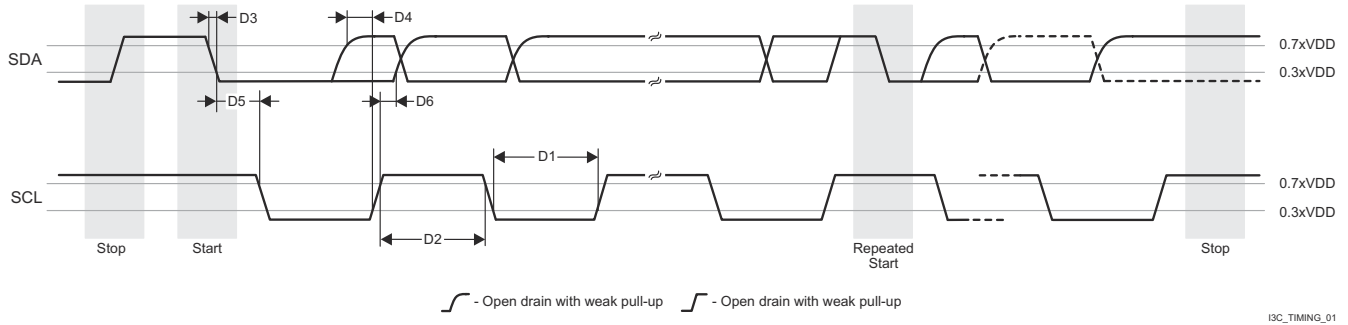 D3
D4
SDA
0.7xVDD
0.3xVDD
D5
D6
D1
SCL
0.7xVDD
0.3xVDD
D2
Stop
Start
Repeated
Start
Stop
- Open drain with weak pull-up
- Open drain with weak pull-up
I3C_TIMING_01